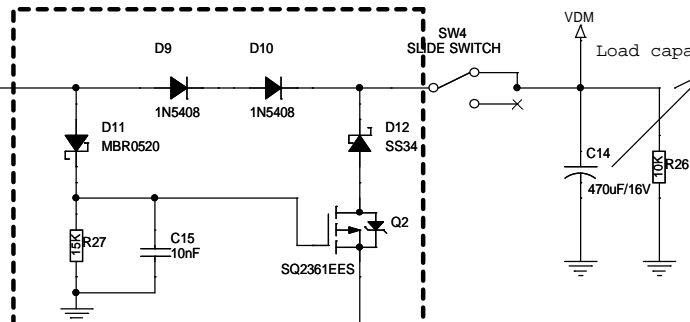 VDM
SW4
SLIDE SWITCH
Load capa
D9
D10
1N5408
1N5408
D11
MBR0520
D12
SS34
C14
470uF/16V
10K
R26
15K
R27
C15
10nF
Q2
SQ2361EES